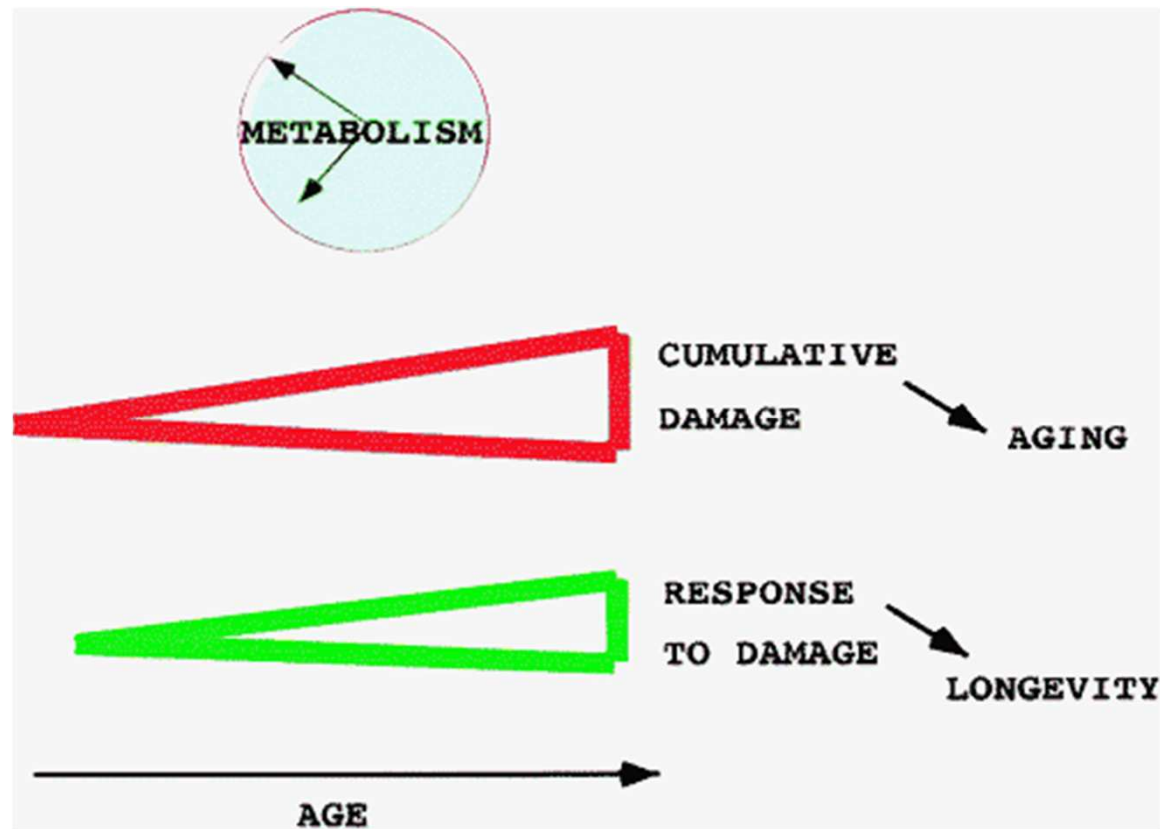 METABOLISM
CUMULATIVE
DAMAGE
AGING
RESPONSE
TO DAMAGE
LONGEVITY
AGE